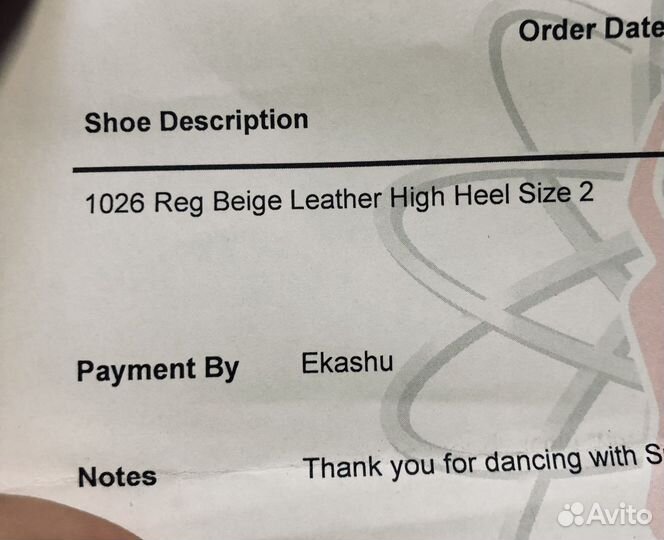 Order Date
Shoe Description
1026 Reg Beige Leather High Heel Size 2
Payment By Ekashu
Notes Thank you for dancing with
Avito